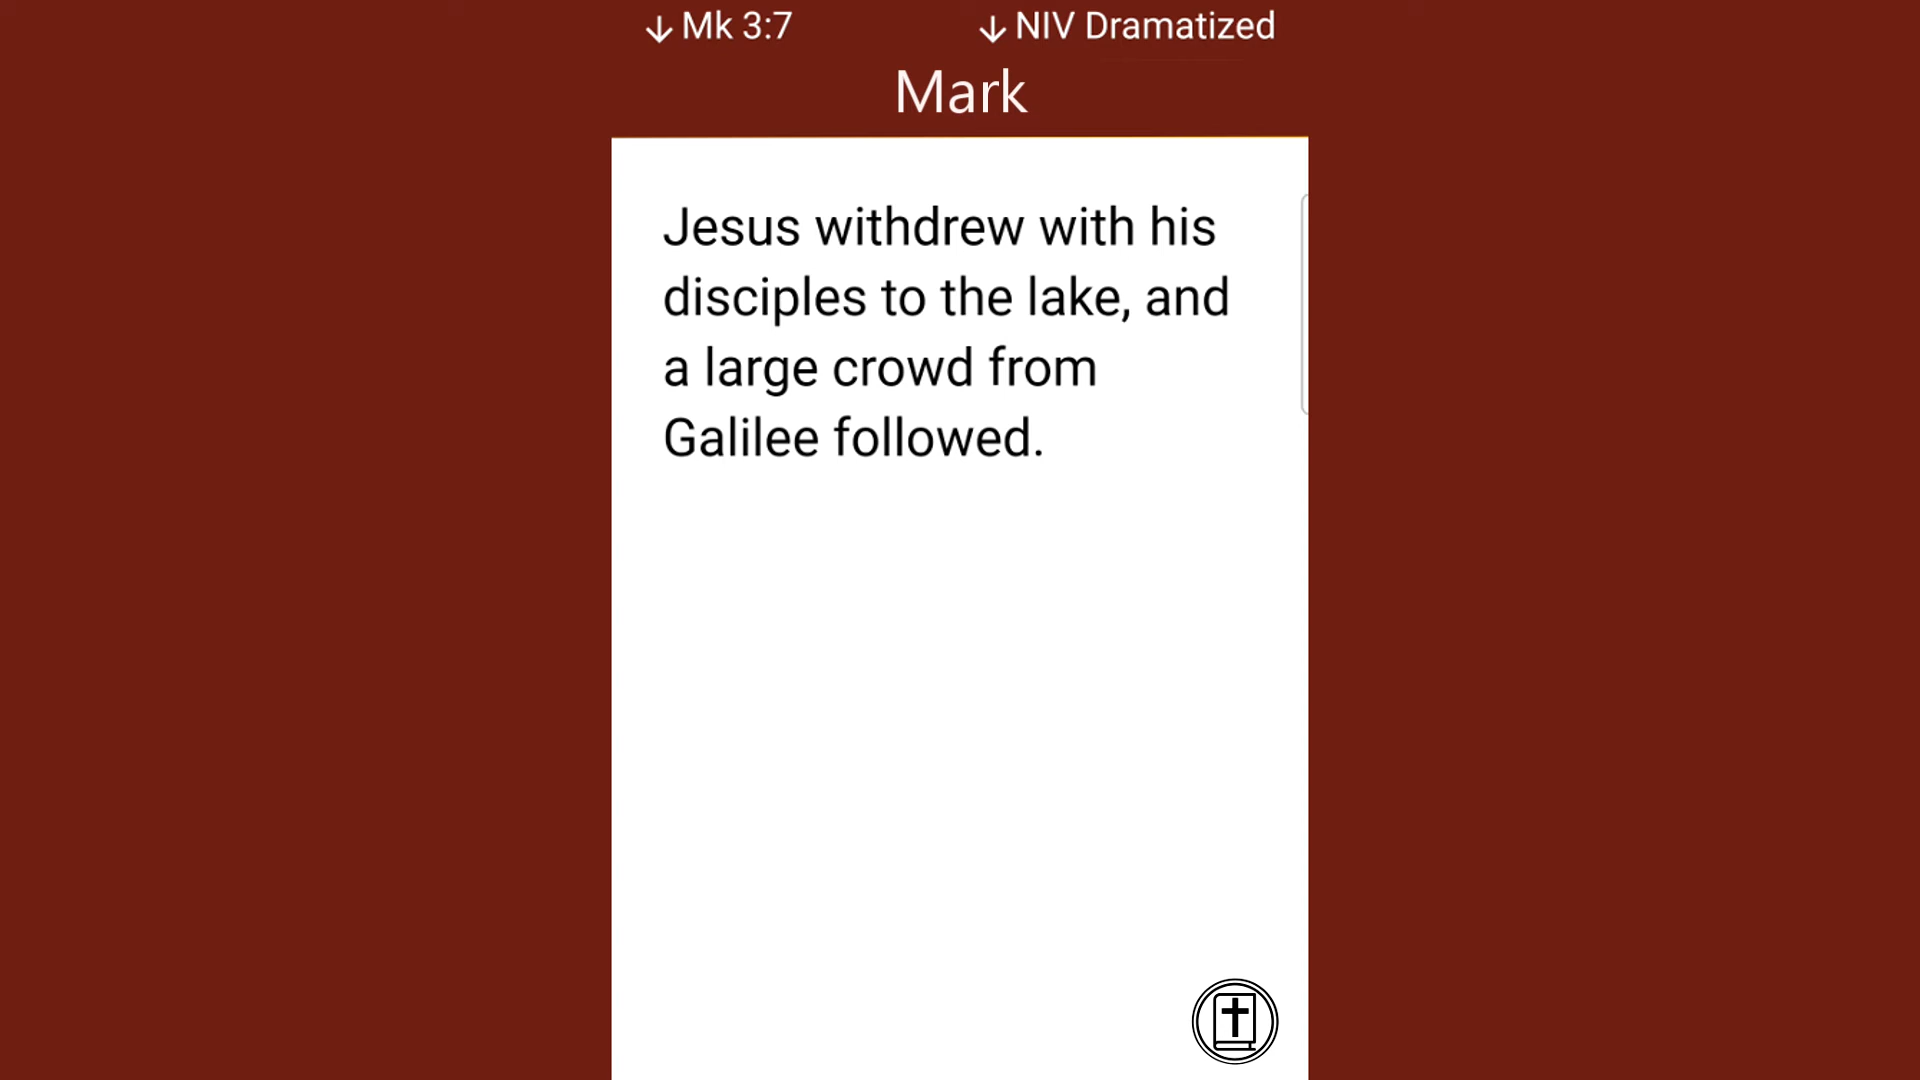 ↓ Mk 3:7 ↓ NIV Dramatized
Mark
Jesus withdrew with his
disciples to the lake, and
a large crowd from
Galilee followed.